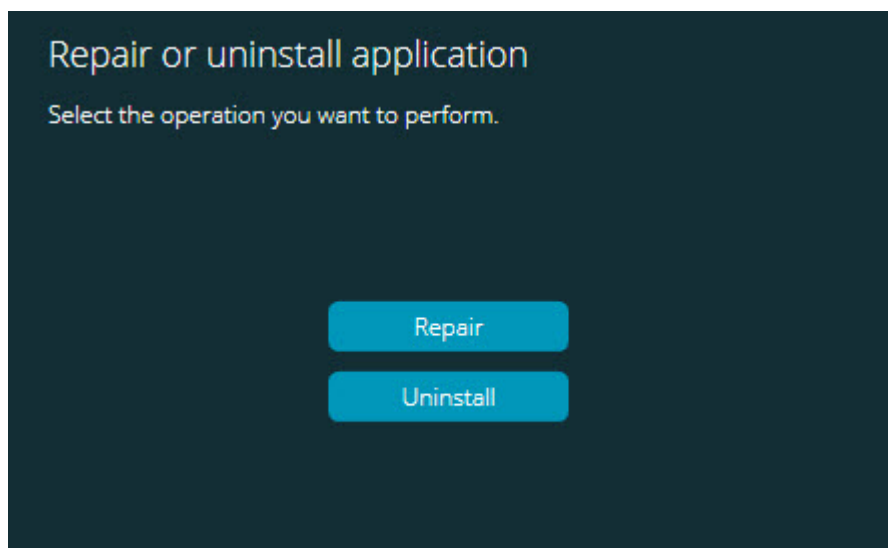 Repair or uninstall application
Select the operation you want to perform.
Repair
Uninstall